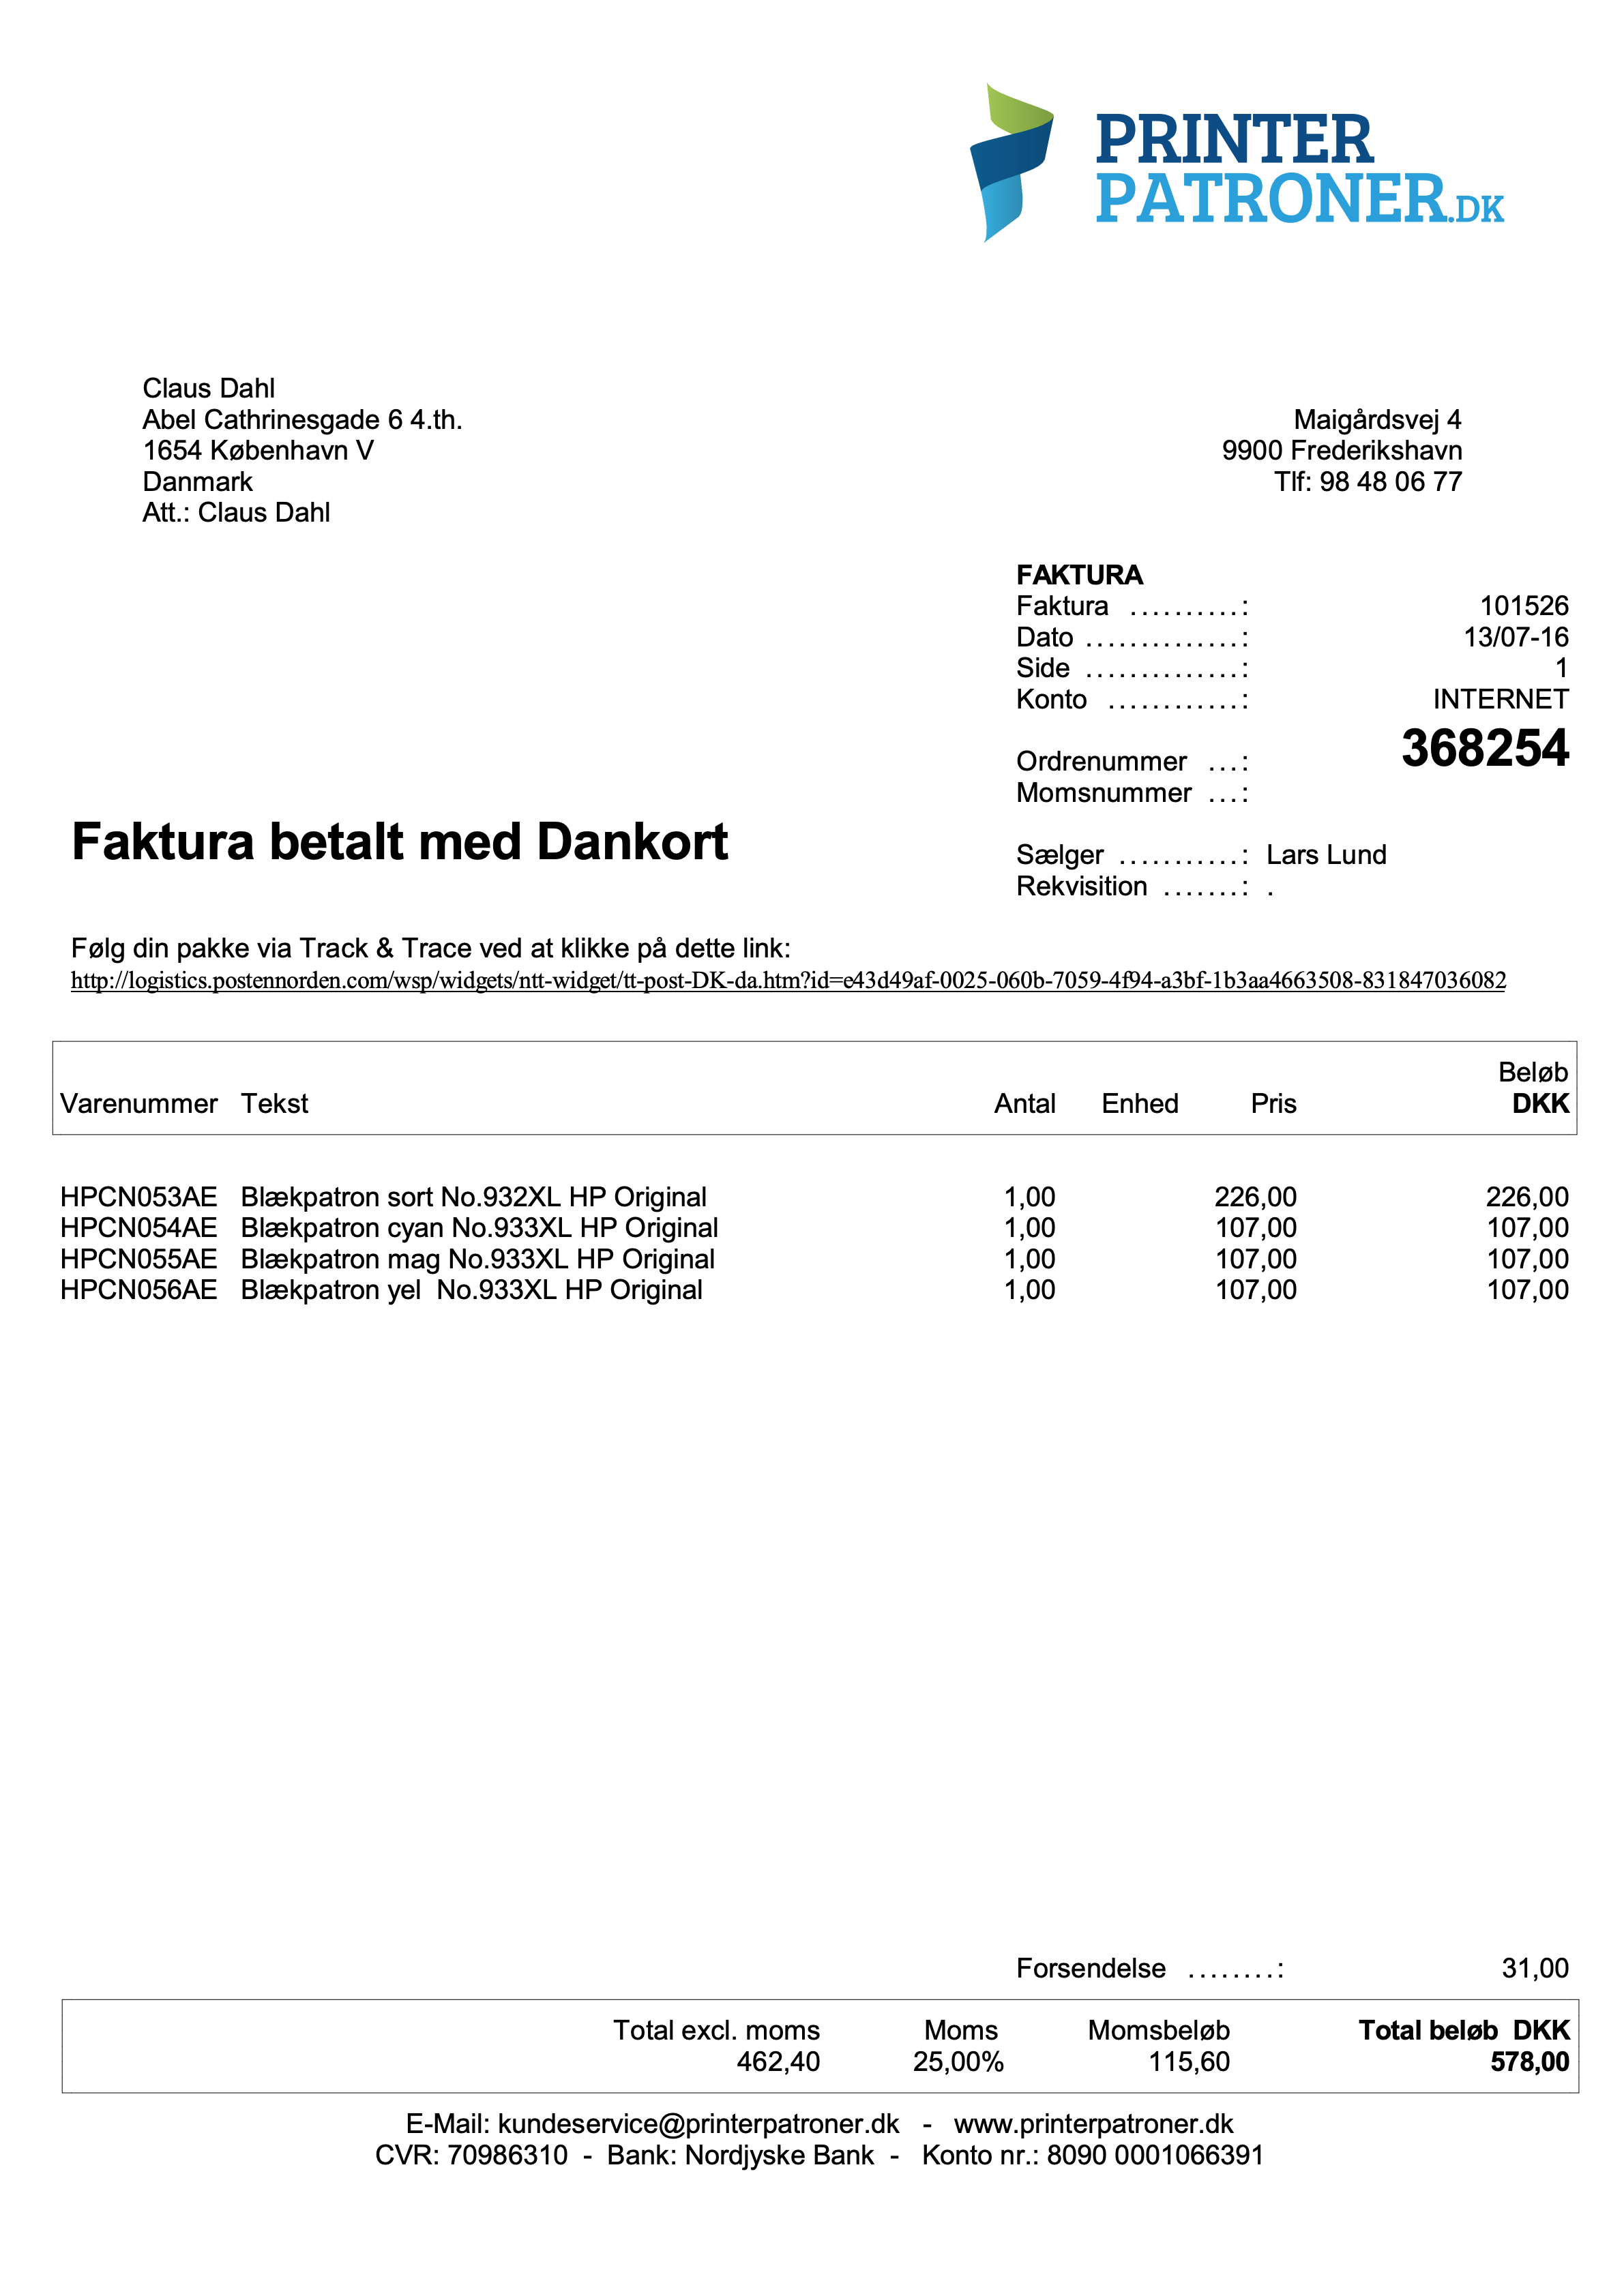 PRINTER
PATRONER.DK
Claus Dahl
Abel Cathrinesgade 6 4.th.
1654 København V
Danmark
Att.: Claus Dahl
Maigårdsvej 4
9900 Frederikshavn
Tlf: 98 48 06 77
FAKTURA
Faktura ..........: 101526
Dato ..............: 13/07-16
Side ..............: 1
Konto ............: INTERNET
Ordrenummer ...: 368254
Momsnummer ...:
Faktura betalt med Dankort
Sælger ...........: Lars Lund
Rekvisition .......: .
Følg din pakke via Track & Trace ved at klikke på dette link:
http://logistics.postennorden.com/wsp/widgets/ntt-widget/tt-post-DK-da.htm?id=e43d49af-0025-060b-7059-4f94-a3bf-1b3aa4663508-831847036082
Beløb
Varenummer Tekst Antal Enhed Pris DKK
HPCN053AE Blækpatron sort No.932XL HP Original 1,00 226,00 226,00
HPCN054AE Blækpatron cyan No.933XL HP Original 1,00 107,00 107,00
HPCN055AE Blækpatron mag No.933XL HP Original 1,00 107,00 107,00
HPCN056AE Blækpatron yel No.933XL HP Original 1,00 107,00 107,00
Forsendelse ........: 31,00
Total excl. moms Moms Momsbeløb Total beløb DKK
462,40 25,00% 115,60 578,00
E-Mail: kundeservice@printerpatroner.dk - www.printerpatroner.dk
CVR: 70986310 - Bank: Nordjyske Bank - Konto nr.: 8090 0001066391